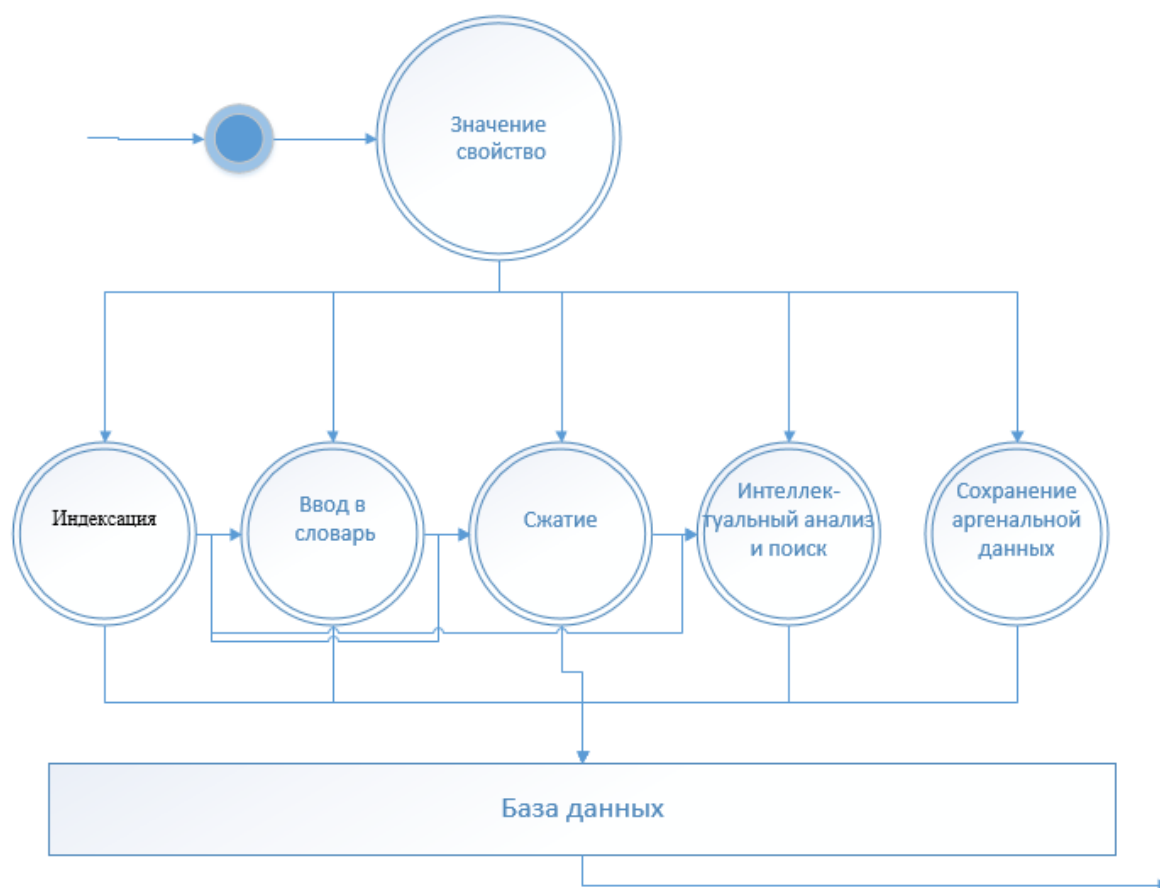 Значение
свойство
Индексация
Ввод в
словарь
Сжатие
Интеллек-
туальный анализ
и поиск
Сохранение
аргенальной
данных
База данных